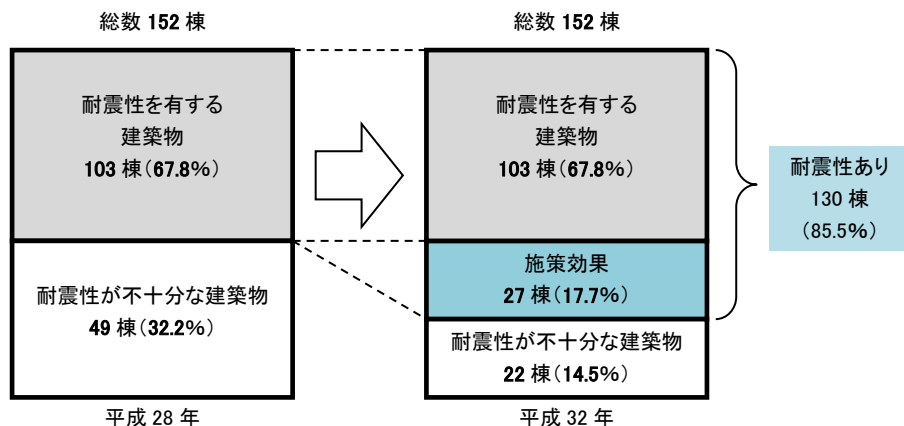 総数 152 棟
耐震性を有する
建築物
103 棟(67.8%)
耐震性が不十分な建築物
49 棟(32.2%)
平成 28 年
総数 152 棟
耐震性を有する
建築物
103 棟(67.8%)
施策効果
27 棟(17.7%)
耐震性が不十分な建築物
22 棟(14.5%)
平成 32 年
耐震性あり
130 棟
(85.5%)